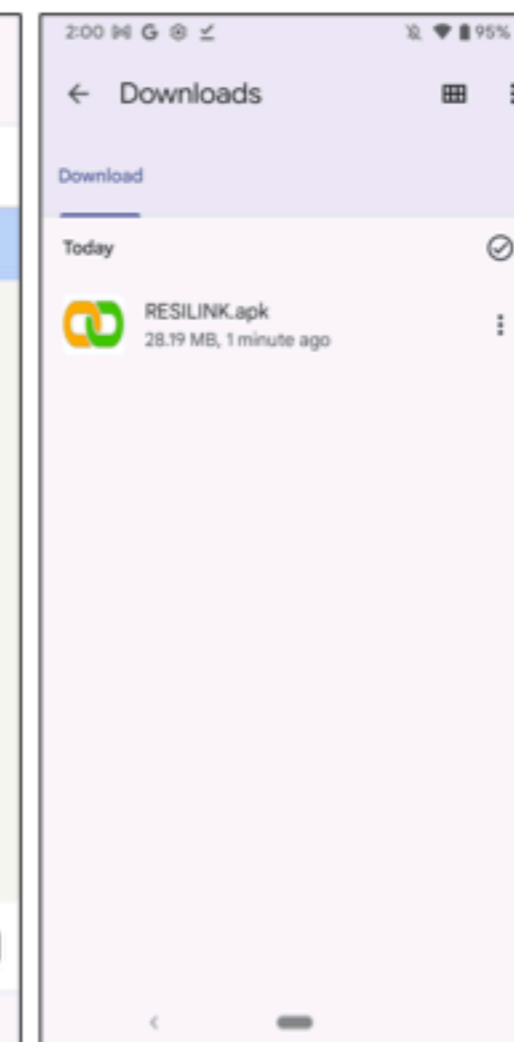 2:00
95%
Downloads
Download
Today
RESILINK.apk
28.19 MB, 1 minute ago